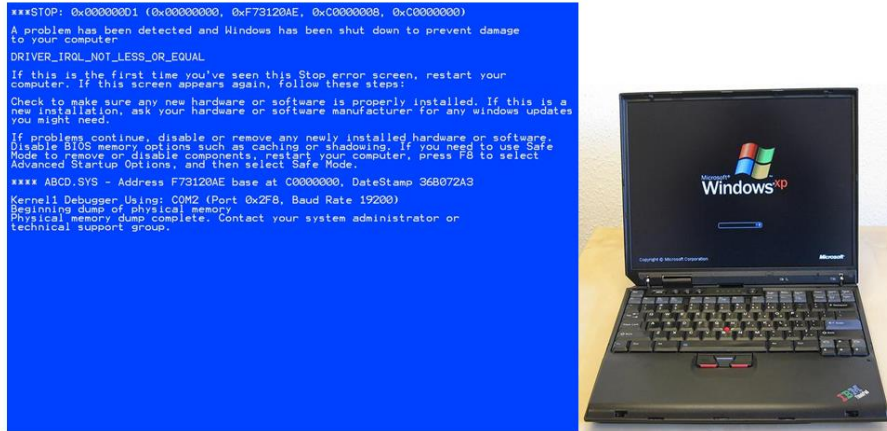 ***STOP: 0x000000D1 (0x00000000, 0xF73120AE, 0xC0000008, 0xC0000000)
A problem has been detected and Windows has been shut down to prevent damage
to your computer
DRIVER_IRQL_NOT_LESS_OR_EQUAL
If this is the first time you've seen this Stop error screen, restart your
computer. If this screen appears again, follow these steps:
Check to make sure any new hardware or software is properly installed. If this is a
new installation, ask your hardware or software manufacturer for any windows updates
you might need.
If problems continue, disable or remove any newly installed hardware or software.
Disable BIOS memory options such as caching or shadowing. If you need to use Safe
Mode to remove or disable components, restart your computer, press F8 to select
Advanced Startup Options, and then select Safe Mode.
**** ABCD.SYS - Address F73120AE base at C0000000, DateStamp 36B072A3
Kernel1 Debugger Using: COM2 (Port 0x2F8, Baud Rate 19200)
Beginning dump of physical memory
Physical memory dump complete. Contact your system administrator or
technical support group.
Microsoft®
Windows xp
Copyright © Microsoft Corporation
Microsoft
IBM